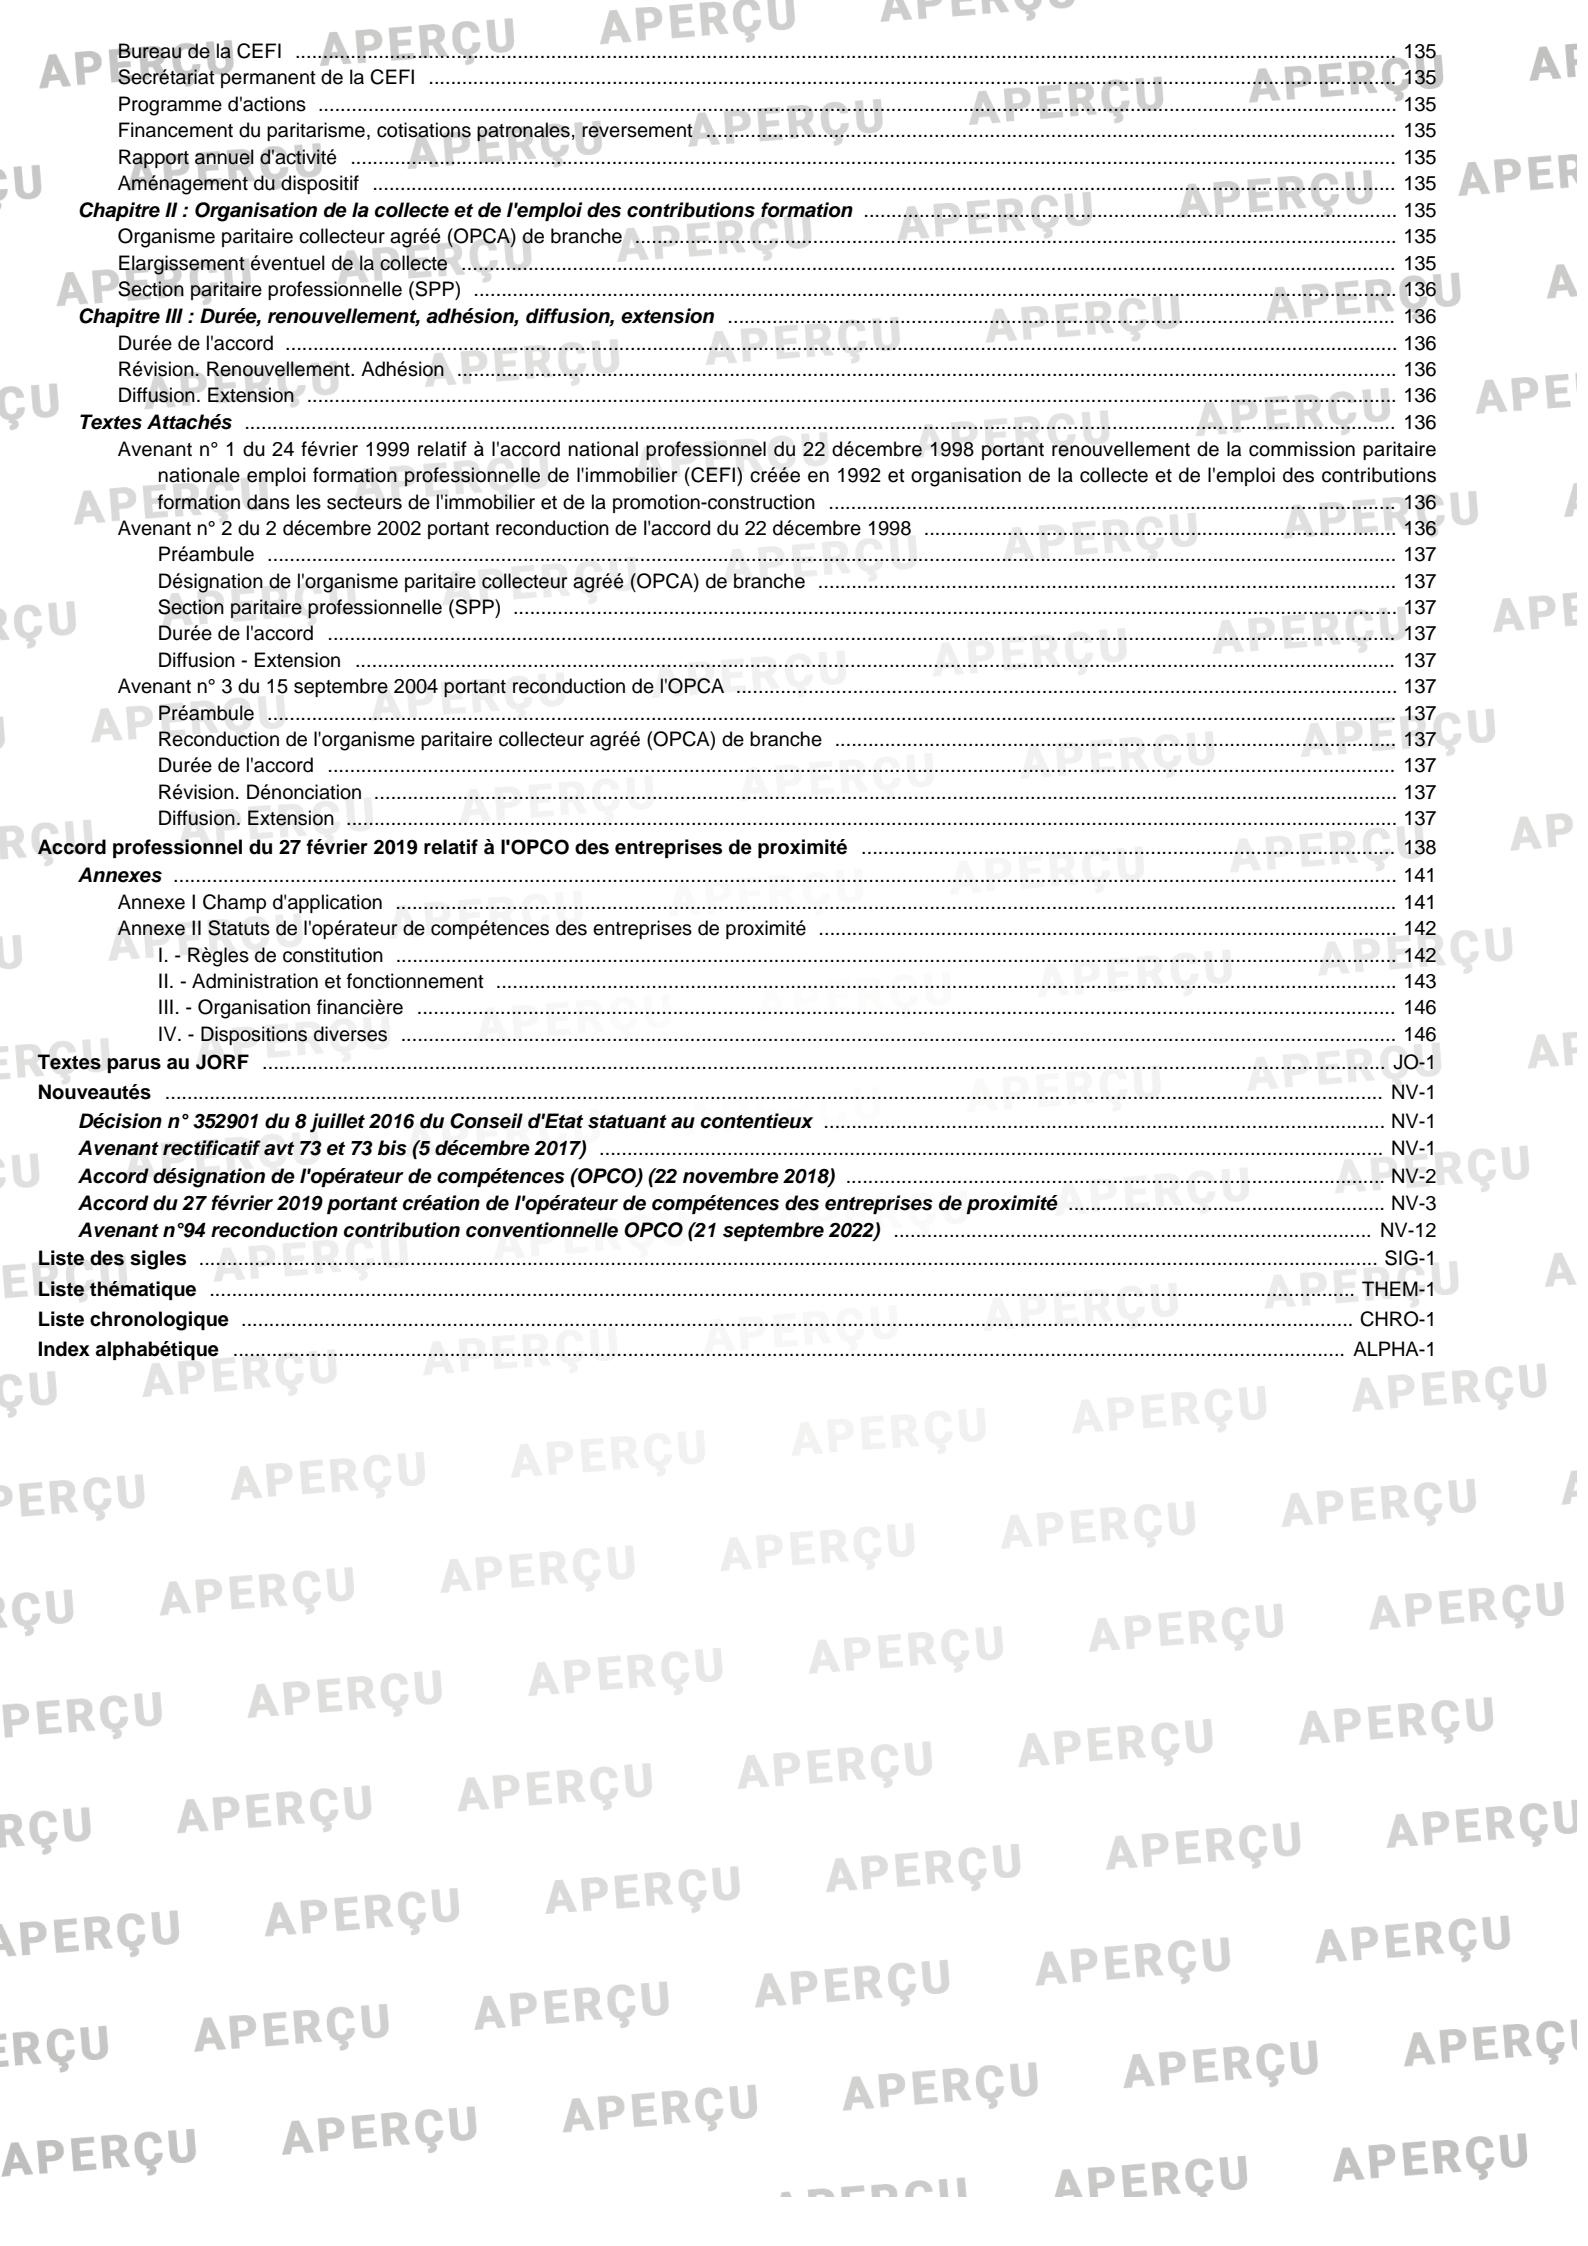 Bureau de la CEFI ........ 135
Secrétariat permanent de la CEFI ........ 135
Programme d'actions ........ 135
Financement du paritarisme, cotisations patronales, reversement ........ 135
Rapport annuel d'activité ........ 135
Aménagement du dispositif ........ 135
Chapitre II : Organisation de la collecte et de l'emploi des contributions formation ........ 135
Organisme paritaire collecteur agréé (OPCA) de branche ........ 135
Elargissement éventuel de la collecte ........ 135
Section paritaire professionnelle (SPP) ........ 136
Chapitre III : Durée, renouvellement, adhésion, diffusion, extension ........ 136
Durée de l'accord ........ 136
Révision. Renouvellement. Adhésion ........ 136
Diffusion. Extension ........ 136
Textes Attachés ........ 136
Avenant n° 1 du 24 février 1999 relatif à l'accord national professionnel du 22 décembre 1998 portant renouvellement de la commission paritaire
nationale emploi formation professionnelle de l'immobilier (CEFI) créée en 1992 et organisation de la collecte et de l'emploi des contributions
formation dans les secteurs de l'immobilier et de la promotion-construction ........ 136
Avenant n° 2 du 2 décembre 2002 portant reconduction de l'accord du 22 décembre 1998 ........ 136
Préambule ........ 137
Désignation de l'organisme paritaire collecteur agréé (OPCA) de branche ........ 137
Section paritaire professionnelle (SPP) ........ 137
Durée de l'accord ........ 137
Diffusion - Extension ........ 137
Avenant n° 3 du 15 septembre 2004 portant reconduction de l'OPCA ........ 137
Préambule ........ 137
Reconduction de l'organisme paritaire collecteur agréé (OPCA) de branche ........ 137
Durée de l'accord ........ 137
Révision. Dénonciation ........ 137
Diffusion. Extension ........ 137
Accord professionnel du 27 février 2019 relatif à l'OPCO des entreprises de proximité ........ 138
Annexes ........ 141
Annexe I Champ d'application ........ 141
Annexe II Statuts de l'opérateur de compétences des entreprises de proximité ........ 142
I. - Règles de constitution ........ 142
II. - Administration et fonctionnement ........ 143
III. - Organisation financière ........ 146
IV. - Dispositions diverses ........ 146
Textes parus au JORF ........ JO-1
Nouveautés ........ NV-1
Décision n° 352901 du 8 juillet 2016 du Conseil d'Etat statuant au contentieux ........ NV-1
Avenant rectificatif avt 73 et 73 bis (5 décembre 2017) ........ NV-1
Accord désignation de l'opérateur de compétences (OPCO) (22 novembre 2018) ........ NV-2
Accord du 27 février 2019 portant création de l'opérateur de compétences des entreprises de proximité ........ NV-3
Avenant n°94 reconduction contribution conventionnelle OPCO (21 septembre 2022) ........ NV-12
Liste des sigles ........ SIG-1
Liste thématique ........ THEM-1
Liste chronologique ........ CHRO-1
Index alphabétique ........ ALPHA-1
APERÇU